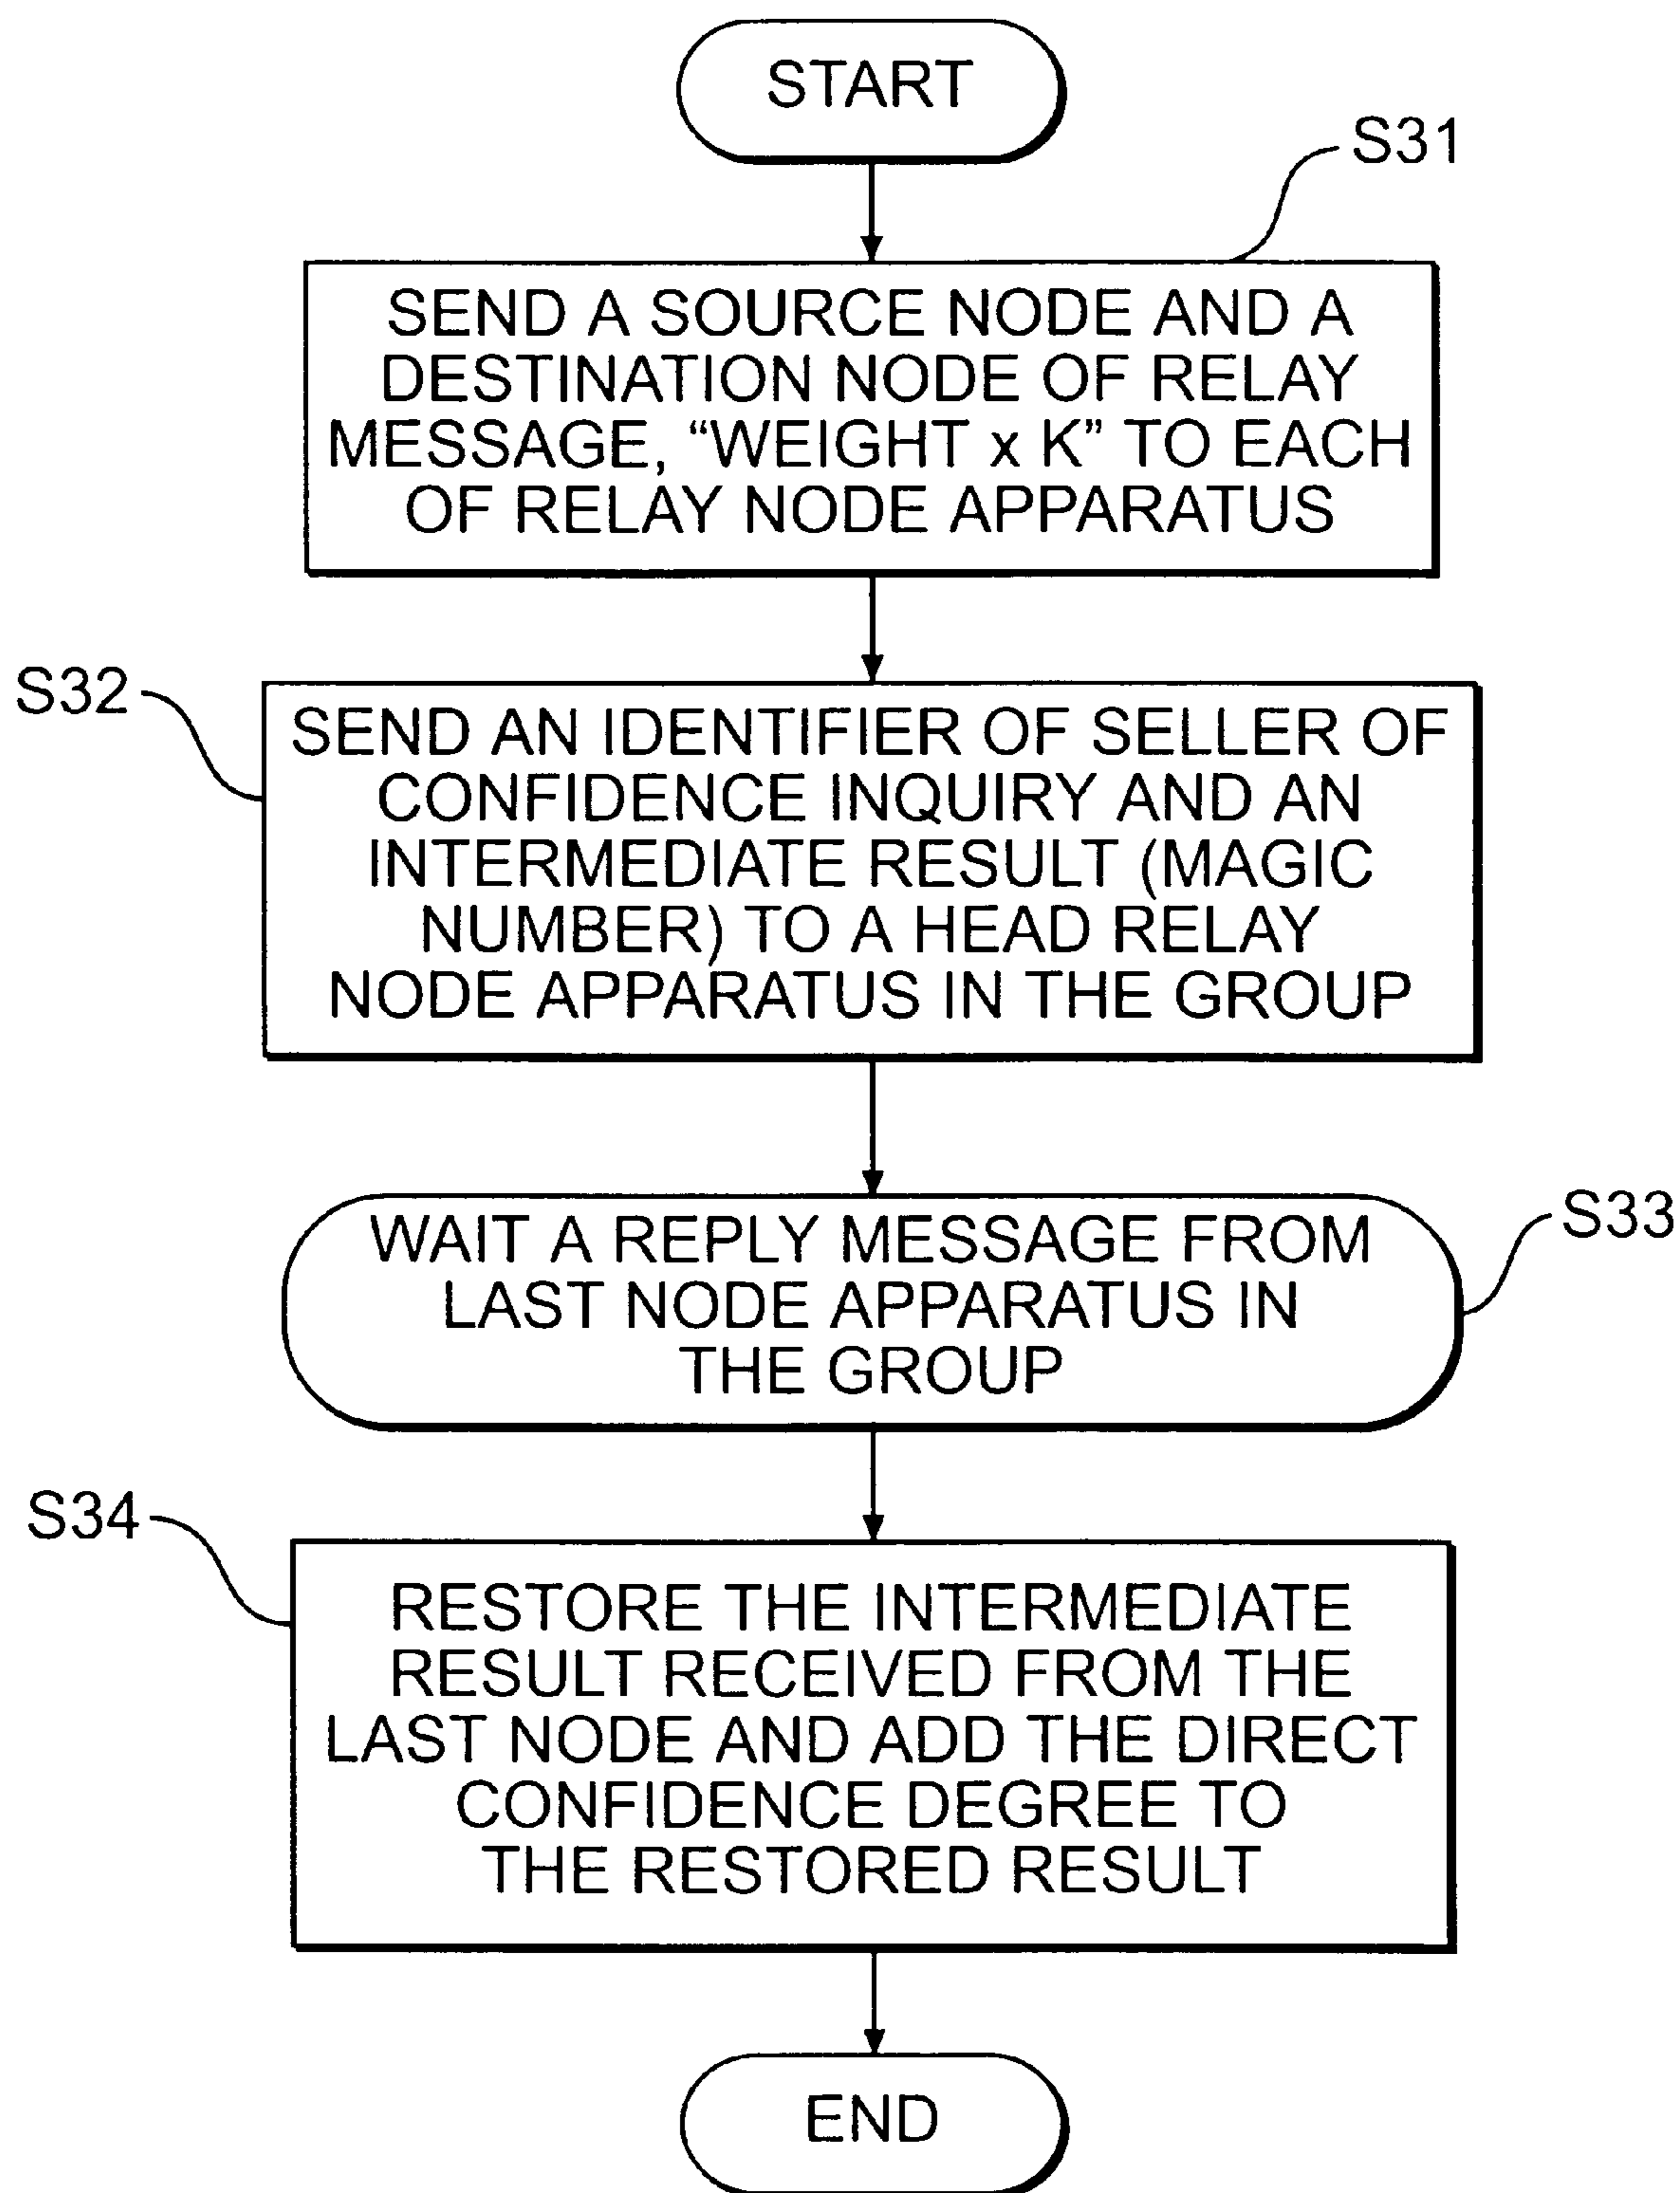 START
S31
SEND A SOURCE NODE AND A
DESTINATION NODE OF RELAY
MESSAGE, “WEIGHT x K” TO EACH
OF RELAY NODE APPARATUS
S32
SEND AN IDENTIFIER OF SELLER OF
CONFIDENCE INQUIRY AND AN
INTERMEDIATE RESULT (MAGIC
NUMBER) TO A HEAD RELAY
NODE APPARATUS IN THE GROUP
S33
WAIT A REPLY MESSAGE FROM
LAST NODE APPARATUS IN
THE GROUP
S34
RESTORE THE INTERMEDIATE
RESULT RECEIVED FROM THE
LAST NODE AND ADD THE DIRECT
CONFIDENCE DEGREE TO
THE RESTORED RESULT
END